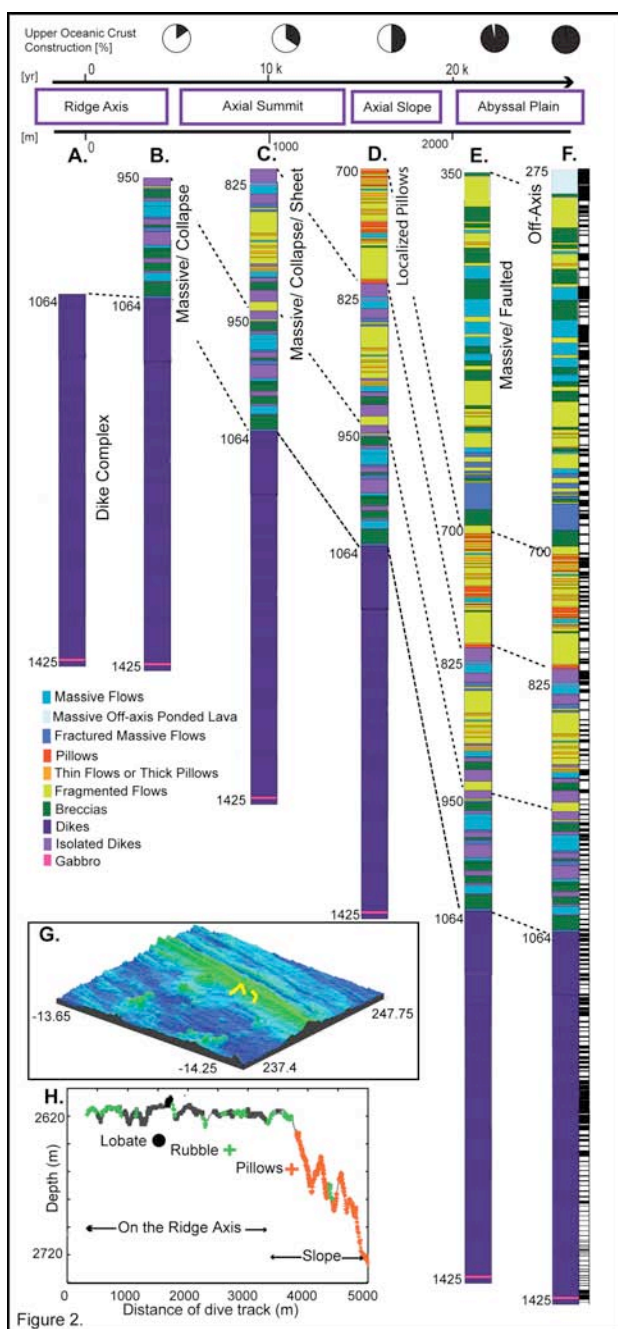 Upper Oceanic Crust
Construction [%]
[yr] 0 10 k 20 k
Ridge Axis Axial Summit Axial Slope Abyssal Plain
[m] 0 1000 2000
A. B. C. D. E. F.
950 825 700 350 275
Massive/ Collapse
Massive/ Collapse/ Sheet
Localized Pillows
Massive/ Faulted
Off-Axis
1064 1064 950 825
Dike Complex
1064 950 700 700
1064 825 825
1425 1425
Massive Flows
Massive Off-axis Ponded Lava
Fractured Massive Flows
Pillows
Thin Flows or Thick Pillows
Fragmented Flows
Breccias
Dikes
Isolated Dikes
Gabbro
1425 950 950
1425 1064 1064
G.
-13.65 -14.25 237.4 247.75
H.
2620
Lobate Rubble
Pillows
Depth (m)
On the Ridge Axis
Slope
2720
0 1000 2000 3000 4000 5000
Distance of dive track (m)
1425 1425
Figure 2.